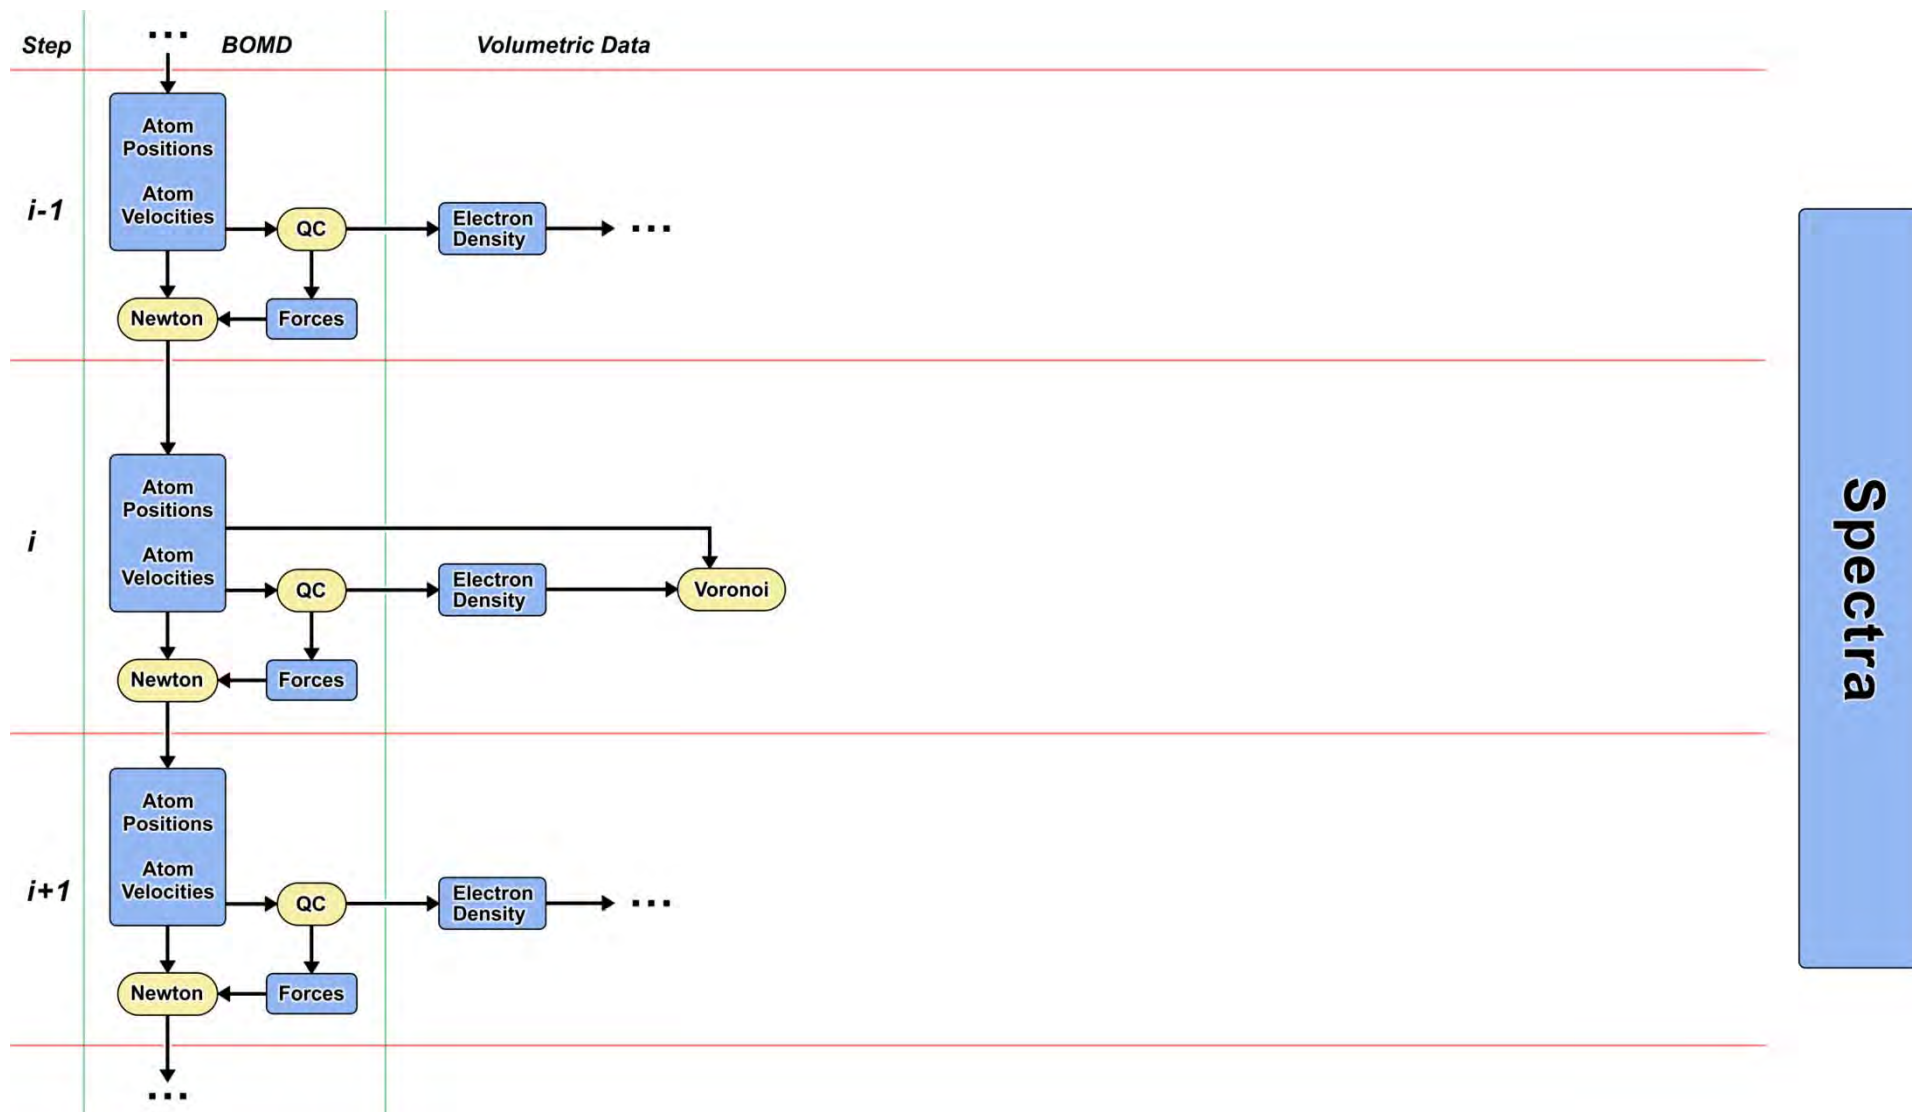 Step
...
BOMD
Volumetric Data
i-1
Atom
Positions
Atom
Velocities
QC
Electron
Density
...
Newton
Forces
i
Atom
Positions
Atom
Velocities
QC
Electron
Density
Voronoi
Newton
Forces
i+1
Atom
Positions
Atom
Velocities
QC
Electron
Density
...
Newton
Forces
...
Spectra